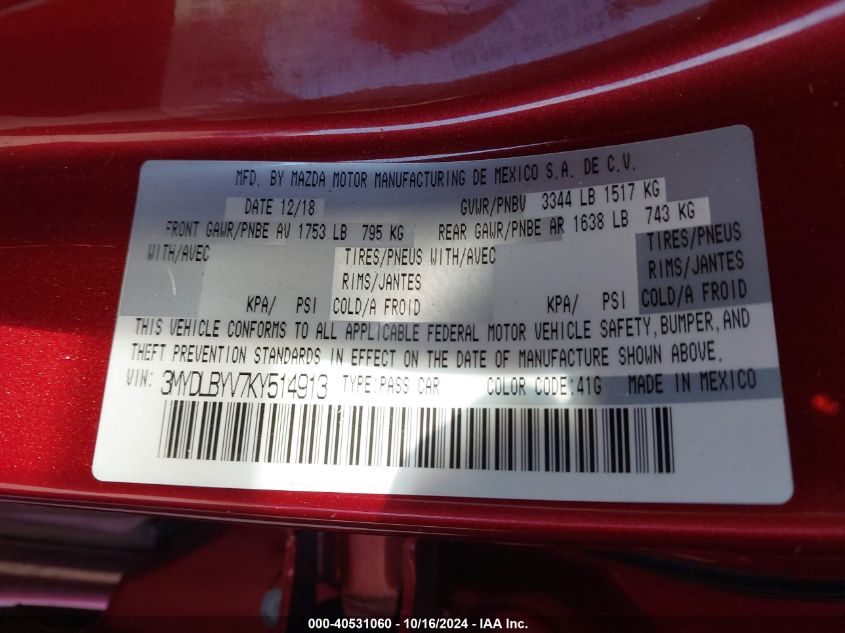 MFD. BY MAZDA MOTOR MANUFACTURING DE MEXICO S.A. DE C.V.
DATE 12/18 GVWR/PNBV 3344 LB 1517 KG
FRONT GAWR/PNBE AV 1753 LB 795 KG REAR GAWR/PNBE AR 1638 LB 743 KG
WITH/AVEC TIRES/PNEUS WITH/AVEC TIRES/PNEUS
RIMS/JANTES RIMS/JANTES
KPA/ PSI COLD/A FROID KPA/ PSI COLD/A FROID
THIS VEHICLE CONFORMS TO ALL APPLICABLE FEDERAL MOTOR VEHICLE SAFETY, BUMPER, AND
THEFT PREVENTION STANDARDS IN EFFECT ON THE DATE OF MANUFACTURE SHOWN ABOVE.
VIN: 3MVDLBYV7KY514913 TYPE:PASS CAR COLOR CODE:41G MADE IN MEXICO
000-40531060 - 10/16/2024 - IAA Inc.